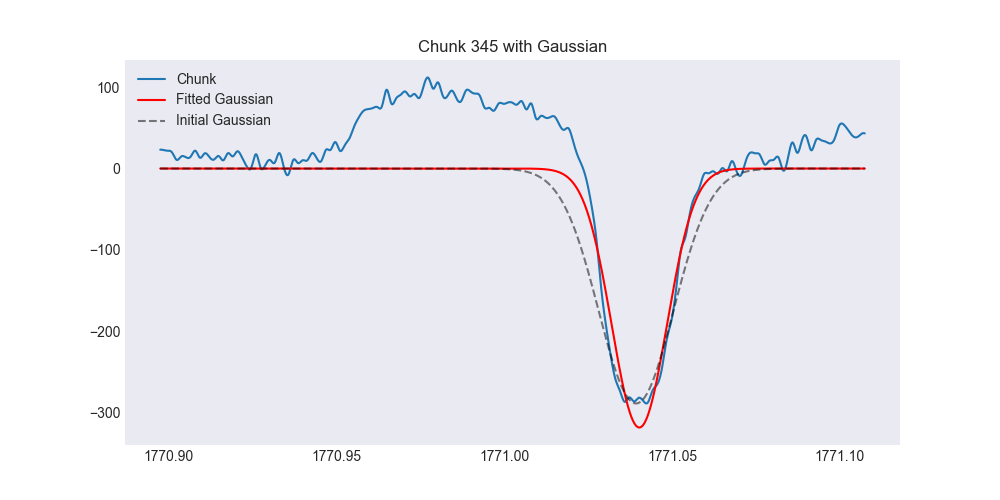 Chunk 345 with Gaussian
Chunk
Fitted Gaussian
Initial Gaussian
100
0
−100
−200
−300
1770.90 1770.95 1771.00 1771.05 1771.10